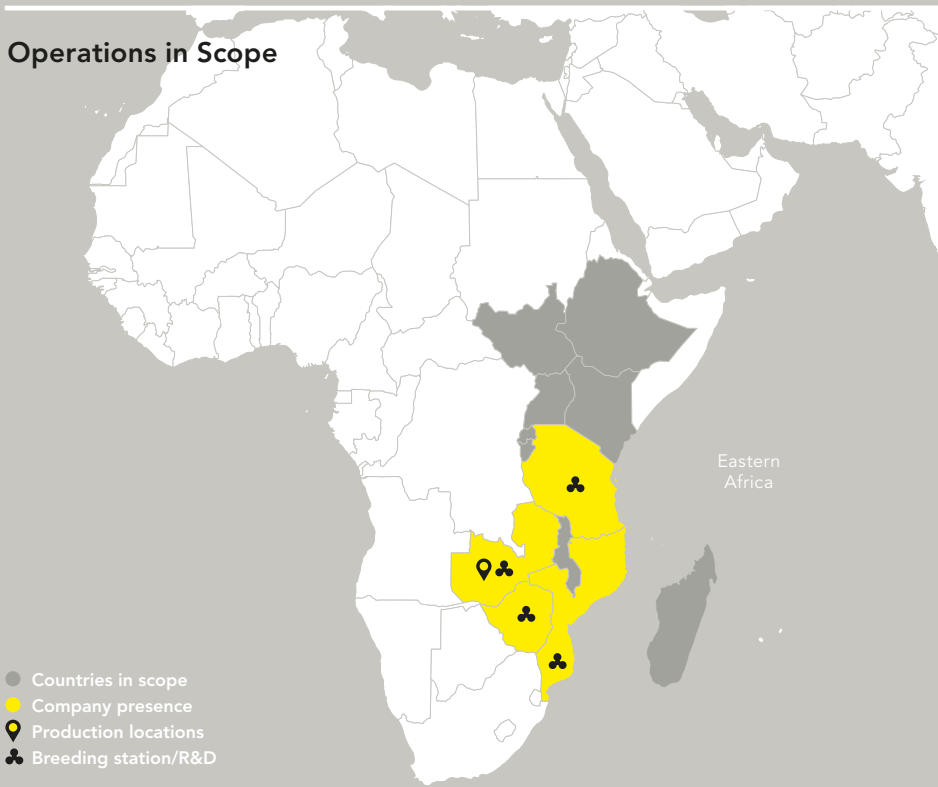 Operations in Scope
Eastern
Africa
Countries in scope
Company presence
Production locations
Breeding station/R&D